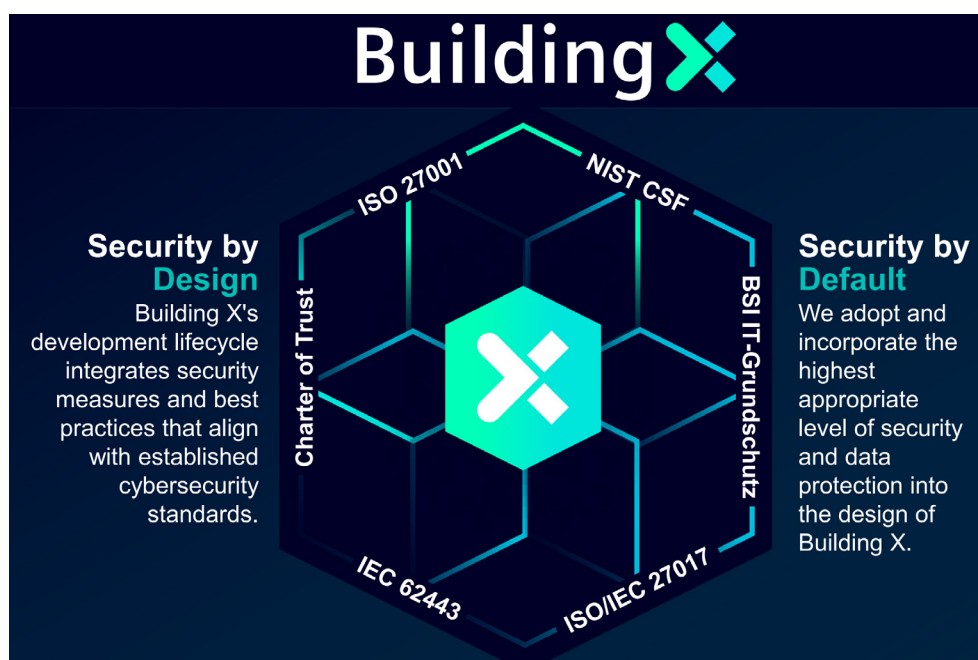 Building X
ISO 27001
NIST CSF
Charter of Trust
BSI IT-Grundschutz
IEC 62443
ISO/IEC 27017
Security by
Design
Building X's
development lifecycle
integrates security
measures and best
practices that align
with established
cybersecurity
standards.
Security by
Default
We adopt and
incorporate the
highest
appropriate
level of security
and data
protection into
the design of
Building X.